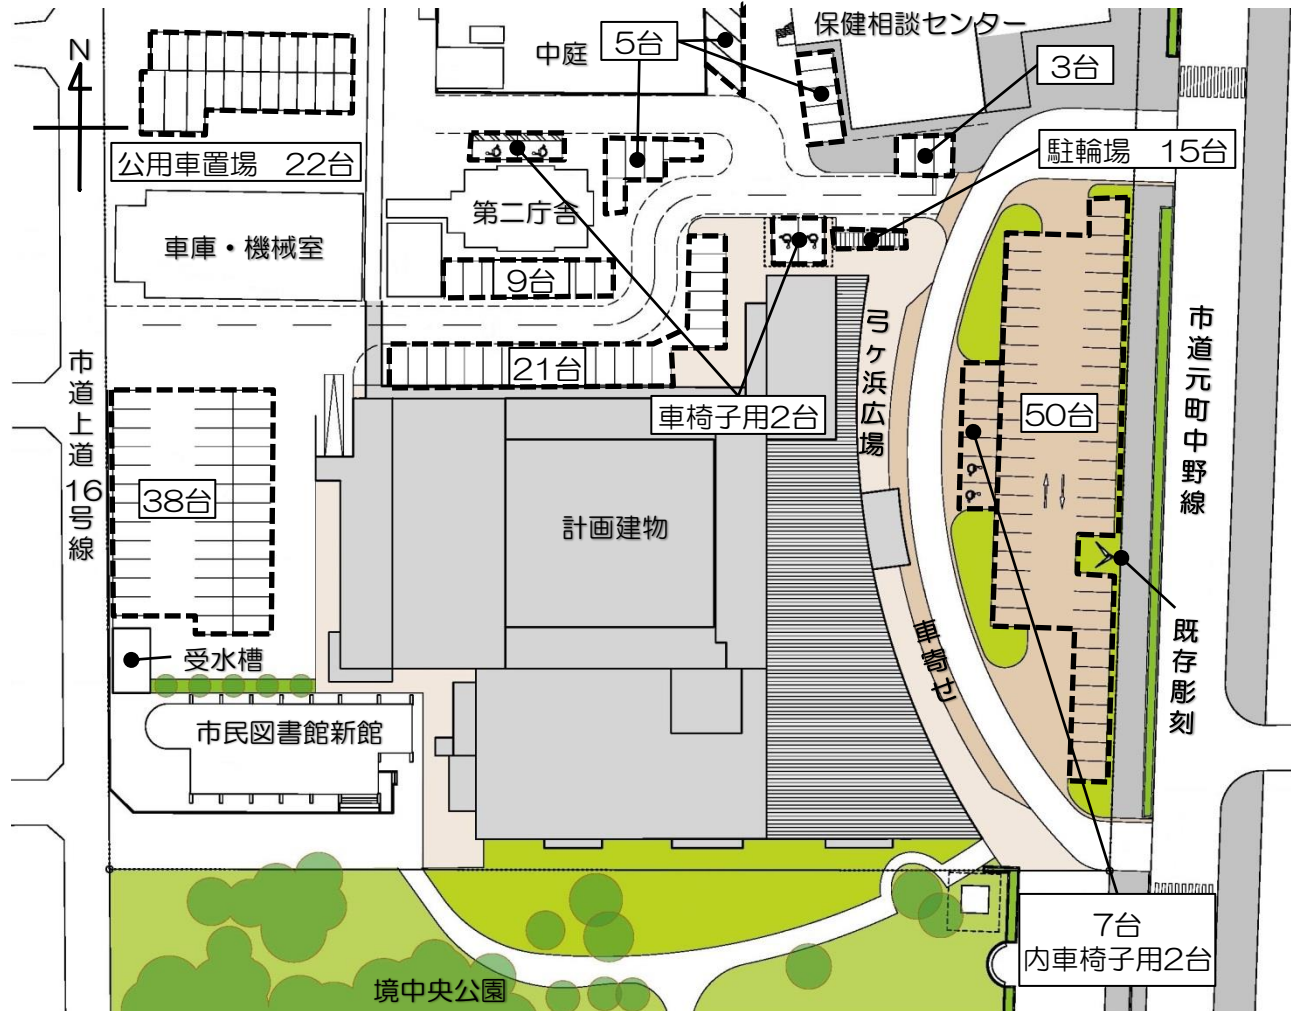 保健相談センター
N
中庭
5台
3台
公用車置場 22台
駐輪場 15台
第二庁舎
車庫・機械室
9台
21台
車椅子用2台
弓ヶ浜広場
50台
市道元町中野線
市道上道16号線
38台
計画建物
既存彫刻
車寄せ
受水槽
市民図書館新館
7台
内車椅子用2台
境中央公園